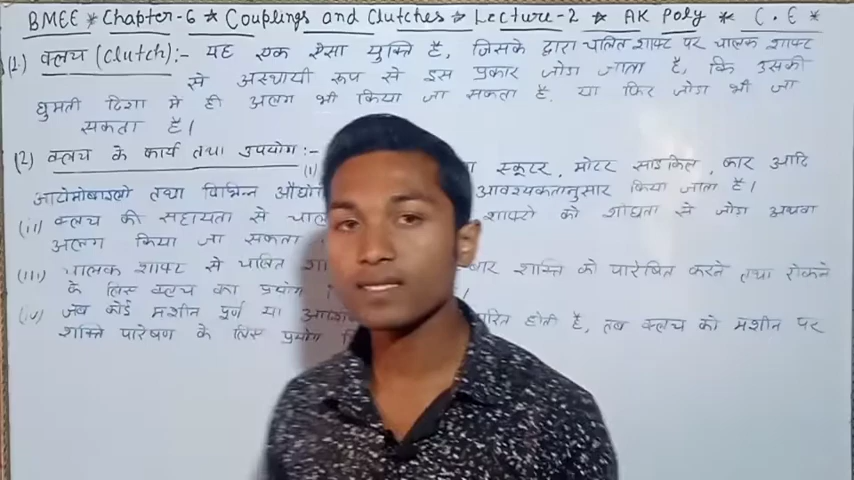 BMEE * Chapter-6 * Couplings and Clutches * Lecture-2 * AK Poly * C.E *
(1.) क्लच (Clutch):- यह एक ऐसा युक्ति है, जिसके द्वारा चलित शाफ्ट पर चालक शाफ्ट
से अस्थायी रूप से इस प्रकार जोडा जाता है, कि उसकी
घुमती दिशा मे ही अलग भी किया जा सकता है. या फिर जोडा भी जा
सकता है।
(2) क्लच के कार्य तथा उपयोग:-
(i) स्कूटर, मोटर साइकिल, कार आदि
आटोमोबाइलो तथा विभिन्न आवश्यकतानुसार किया जाता है।
(ii) क्लच की सहायता से शाफ्टो को शीघ्रता से जोडा अथवा
अलग किया जा सकता
(iii) चालक शाफ्ट से चलित बार शक्ति को पारेषित करने तथा रोकने
के लिए क्लच का प्रयोग
(iv) जब कोई मशीन पूर्ण या होती है, तब क्लच को मशीन पर
शक्ति पारेषण के लिए प्रयोग